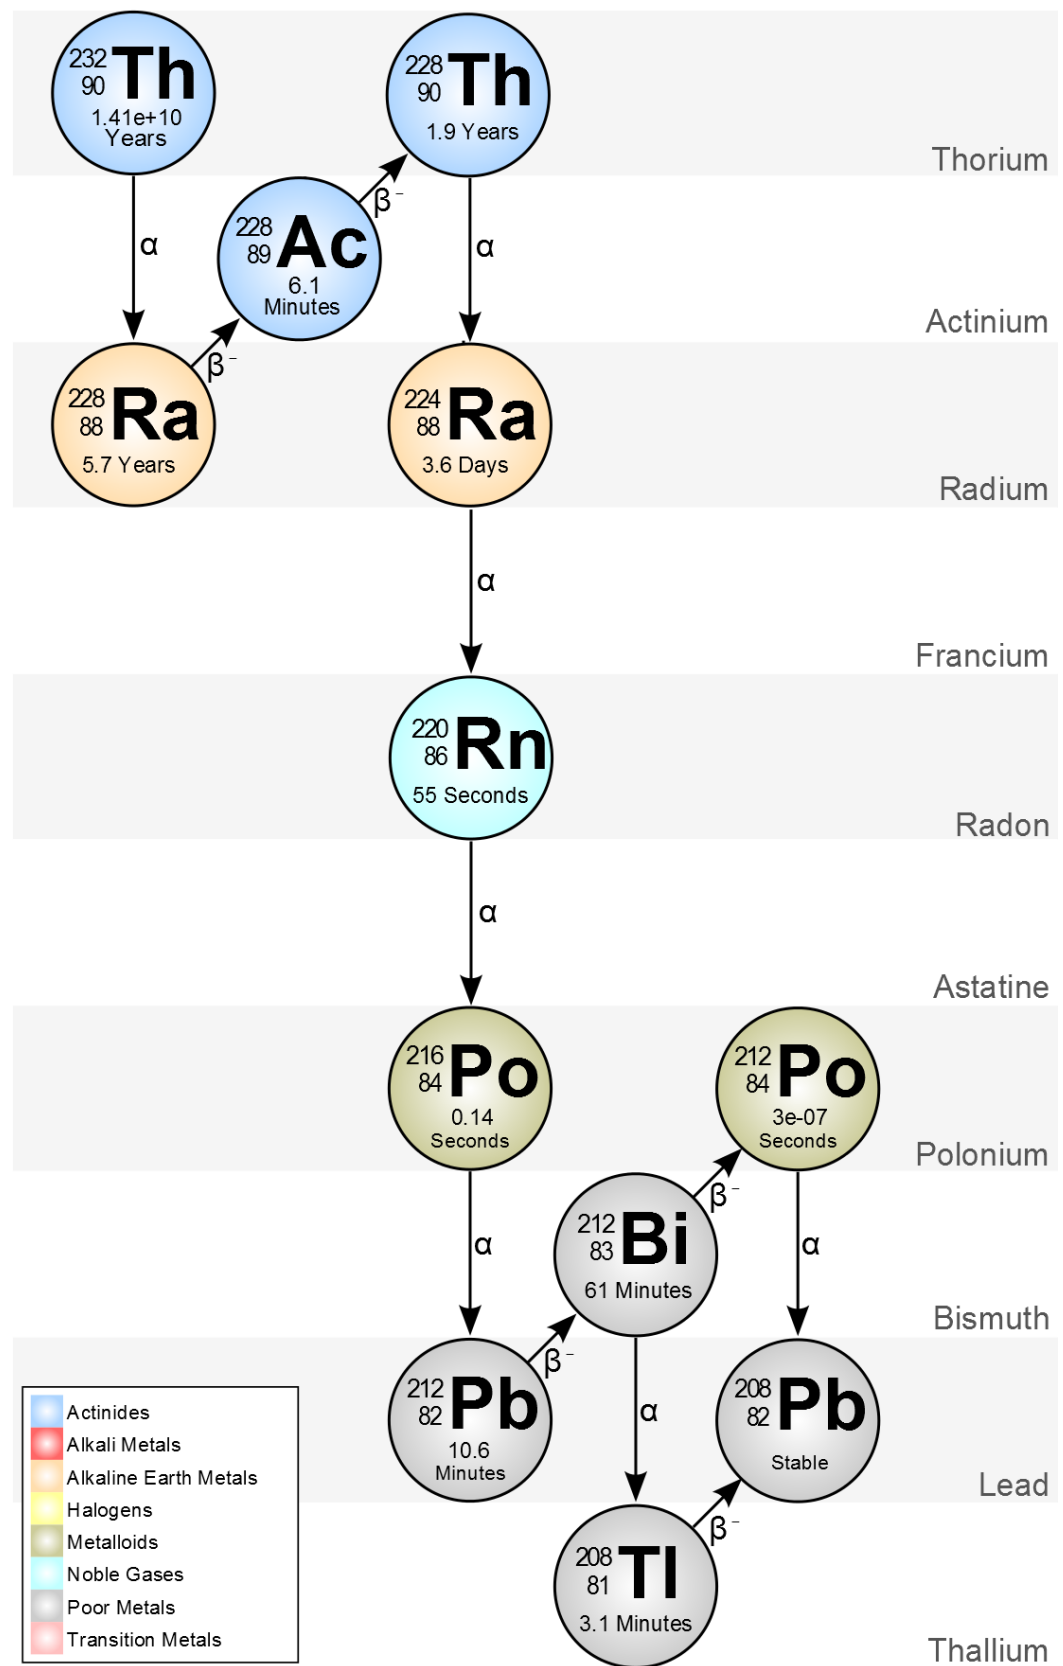 232
90
Th
1.41e+10
Years
228
90
Th
1.9 Years
Thorium
α
β⁻
228
89
Ac
6.1
Minutes
α
Actinium
β⁻
228
88
Ra
5.7 Years
224
88
Ra
3.6 Days
Radium
α
Francium
220
86
Rn
55 Seconds
Radon
α
Astatine
216
84
Po
0.14
Seconds
212
84
Po
3e-07
Seconds
Polonium
α
β⁻
212
83
Bi
61 Minutes
α
Bismuth
β⁻
212
82
Pb
10.6
Minutes
α
208
82
Pb
Stable
Lead
β⁻
208
81
Tl
3.1 Minutes
Thallium
Actinides
Alkali Metals
Alkaline Earth Metals
Halogens
Metalloids
Noble Gases
Poor Metals
Transition Metals